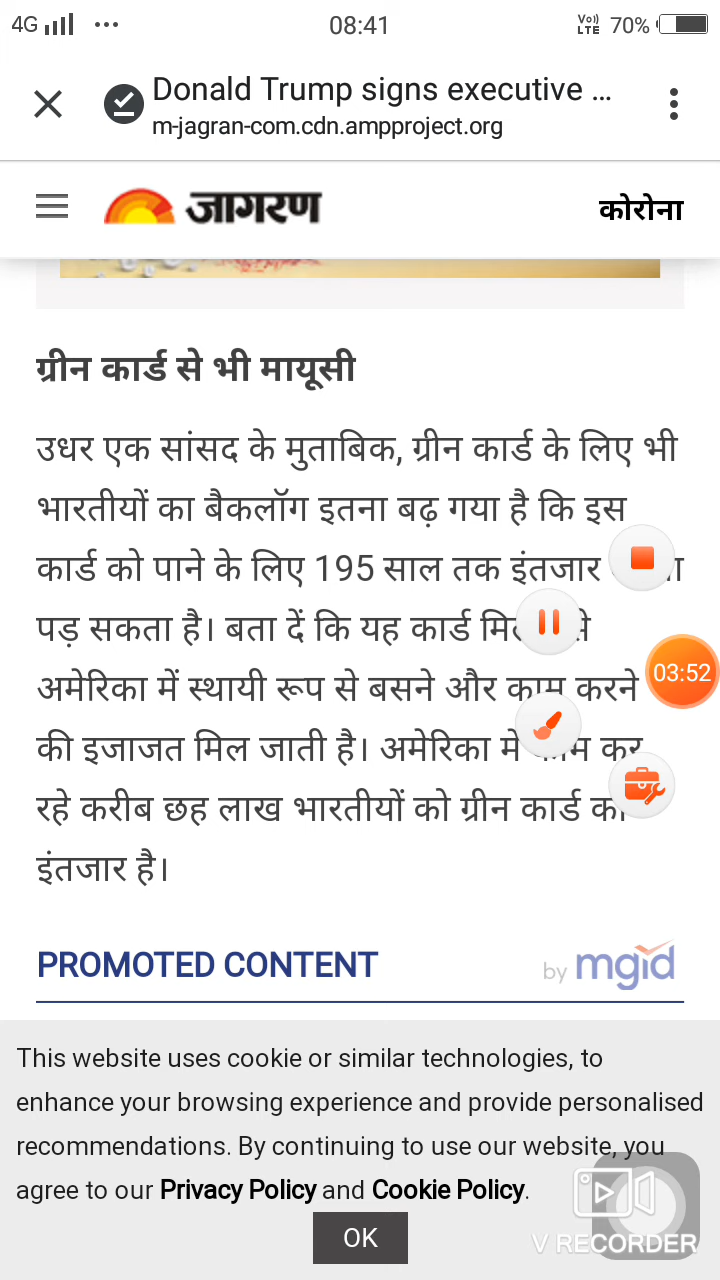 4G 08:41 Vo)) LTE 70%
Donald Trump signs executive ...
m-jagran-com.cdn.ampproject.org
जागरण कोरोना
ग्रीन कार्ड से भी मायूसी
उधर एक सांसद के मुताबिक, ग्रीन कार्ड के लिए भी
भारतीयों का बैकलॉग इतना बढ़ गया है कि इस
कार्ड को पाने के लिए 195 साल तक इंतजार
पड़ सकता है। बता दें कि यह कार्ड
अमेरिका में स्थायी रूप से बसने और काम करने
03:52
की इजाजत मिल जाती है। अमेरिका में कर
रहे करीब छह लाख भारतीयों को ग्रीन कार्ड का
इंतजार है।
PROMOTED CONTENT by mgid
This website uses cookie or similar technologies, to
enhance your browsing experience and provide personalised
recommendations. By continuing to use our website, you
agree to our Privacy Policy and Cookie Policy.
OK
V RECORDER